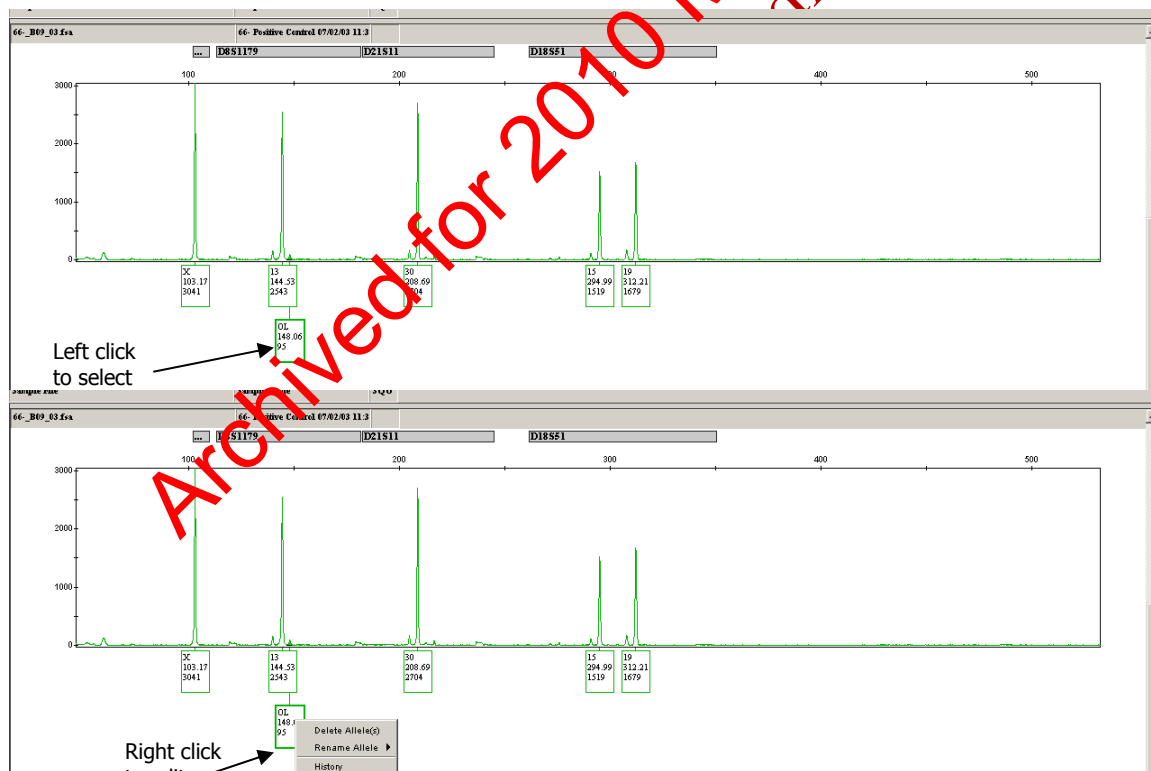 66-_B09_03.fsa 66- Positive Control 07/02/03 11:3
... D8S1179 D21S11 D18S51
100 200 400 500
3000
2000
1000
0
X 13 30 15 19
103.17 144.53 208.69 294.99 312.21
3041 2543 1519 1679
OL
148.06
95
Left click
to select
Archived for 2010
Sample File SQO
66-_B09_03.fsa 66- Control 07/02/03 11:3
... D21S11 D18S51
100 200 300 400 500
3000
2000
1000
0
X 13 30 15 19
103.17 144.53 208.69 294.99 312.21
3041 2543 2704 1519 1679
OL
95
Delete Allele(s)
Rename Allele
History
Right click